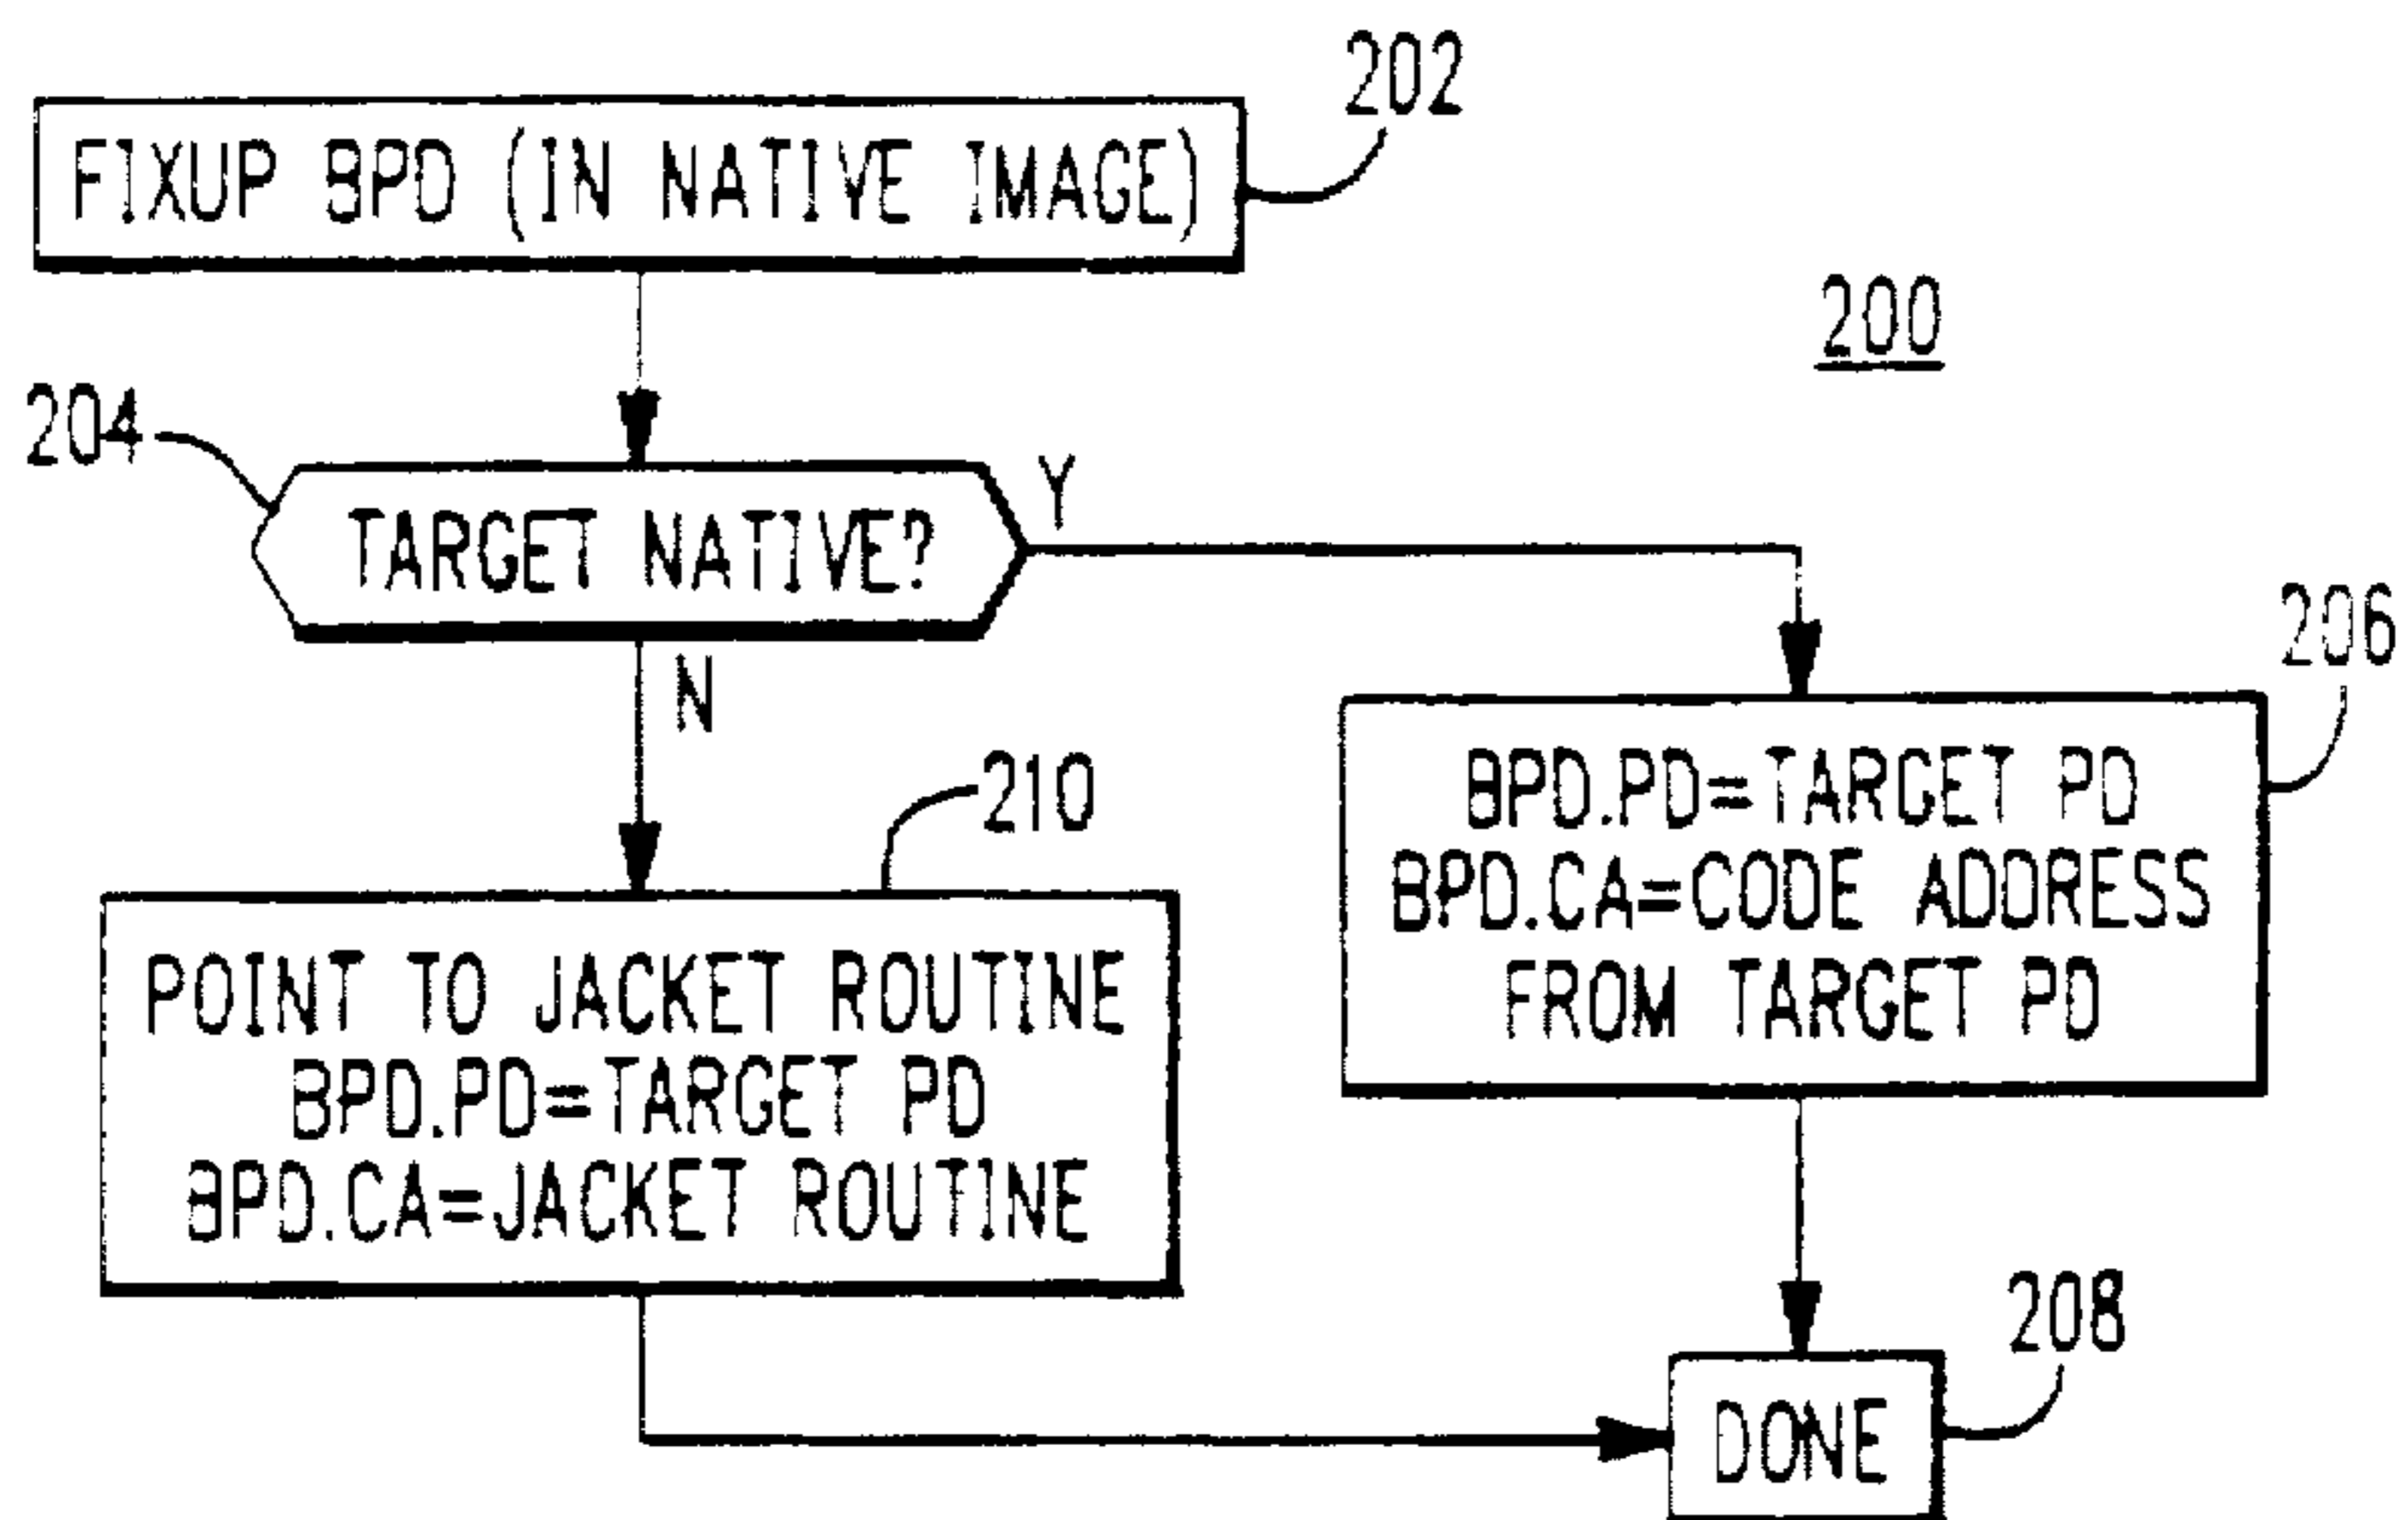 202
FIXUP BPD (IN NATIVE IMAGE)
200
204
TARGET NATIVE?
Y
N
206
BPD.PD=TARGET PD
BPD.CA=CODE ADDRESS
FROM TARGET PD
210
POINT TO JACKET ROUTINE
BPD.PD=TARGET PD
BPD.CA=JACKET ROUTINE
208
DONE